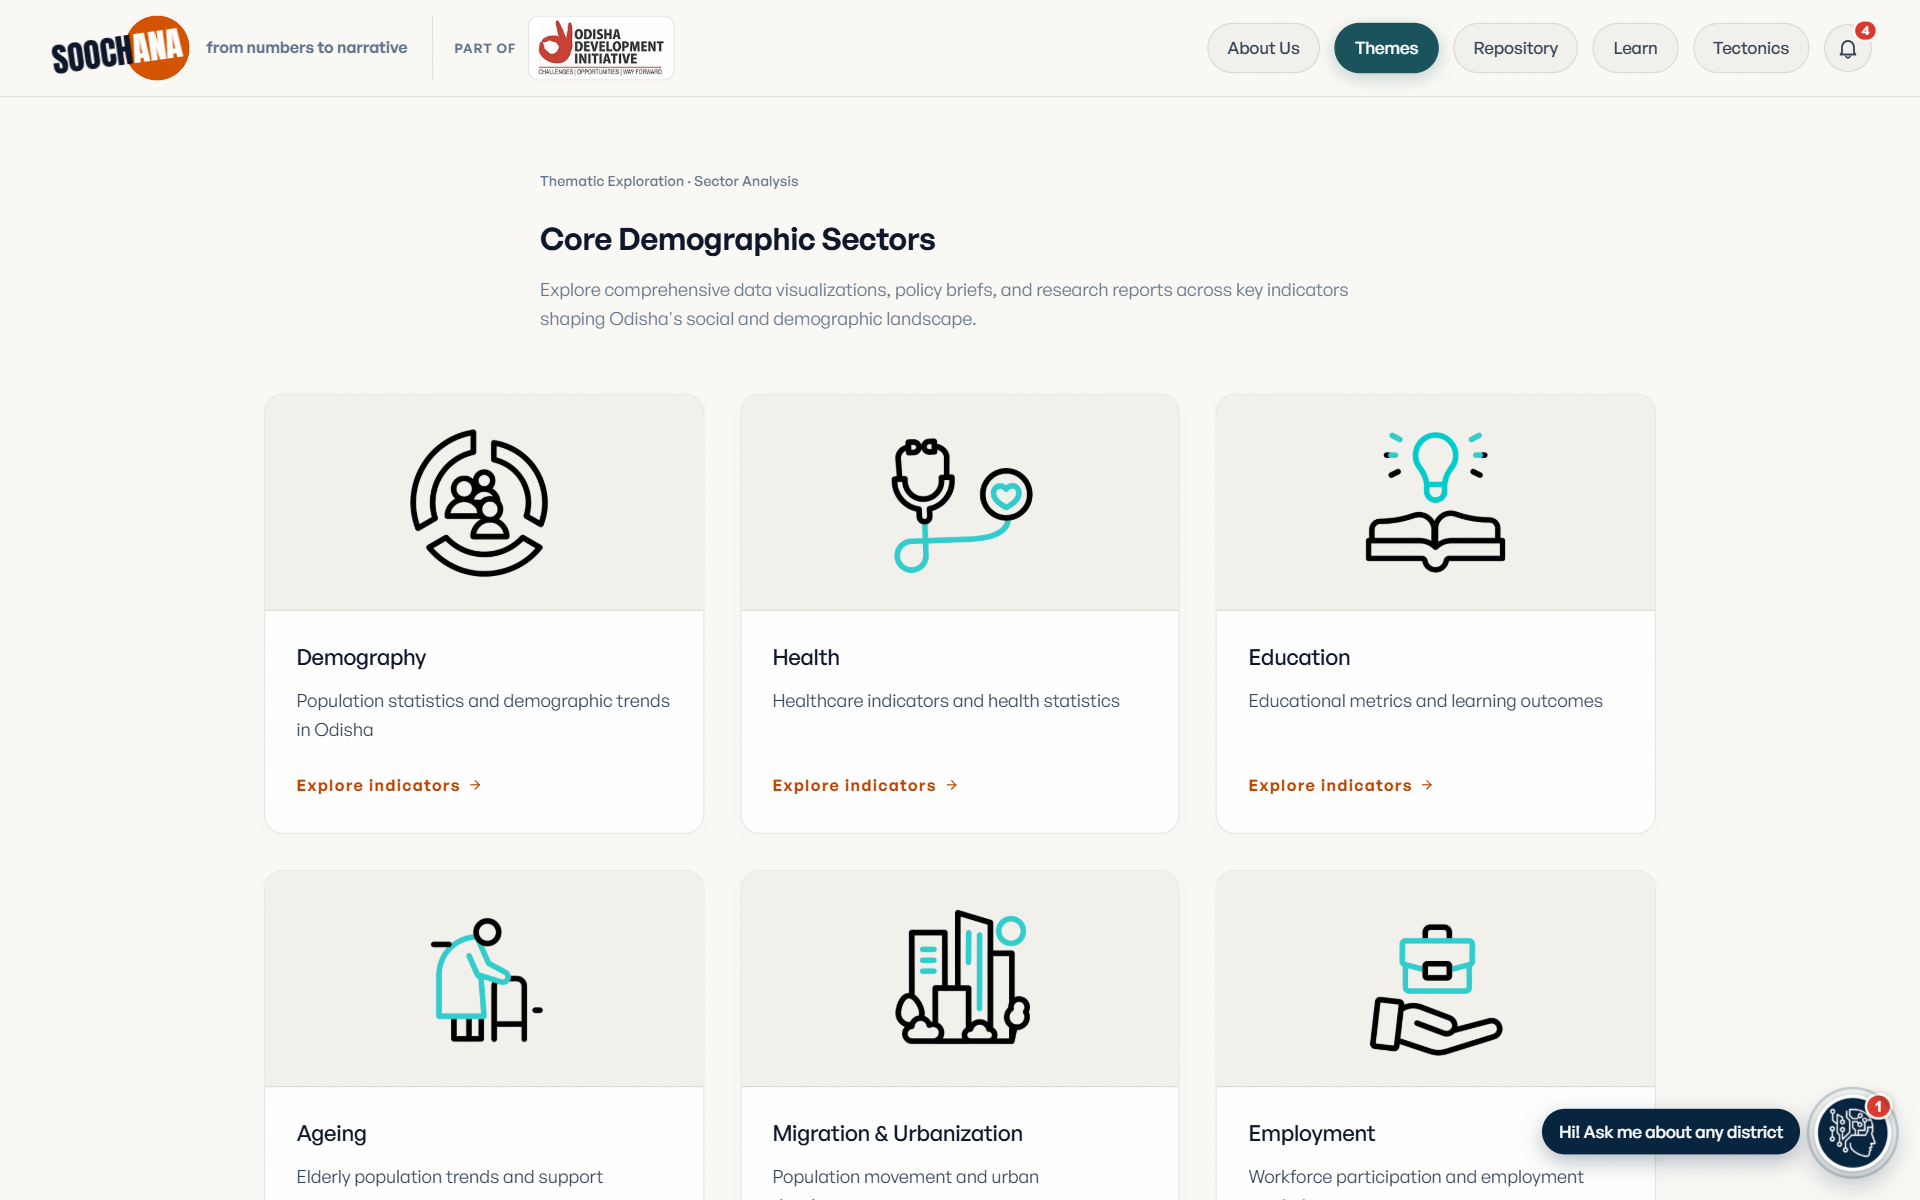 SOOCHANA
from numbers to narrative
PART OF
ODISHA
DEVELOPMENT
INITIATIVE
CHALLENGES | OPPORTUNITIES | WAY FORWARD
About Us
Themes
Repository
Learn
Tectonics
4
Thematic Exploration · Sector Analysis
Core Demographic Sectors
Explore comprehensive data visualizations, policy briefs, and research reports across key indicators
shaping Odisha's social and demographic landscape.
Demography
Population statistics and demographic trends
in Odisha
Explore indicators →
Health
Healthcare indicators and health statistics
Explore indicators →
Education
Educational metrics and learning outcomes
Explore indicators →
Ageing
Elderly population trends and support
Migration & Urbanization
Population movement and urban
Employment
Workforce participation and employment
Hi! Ask me about any district
1